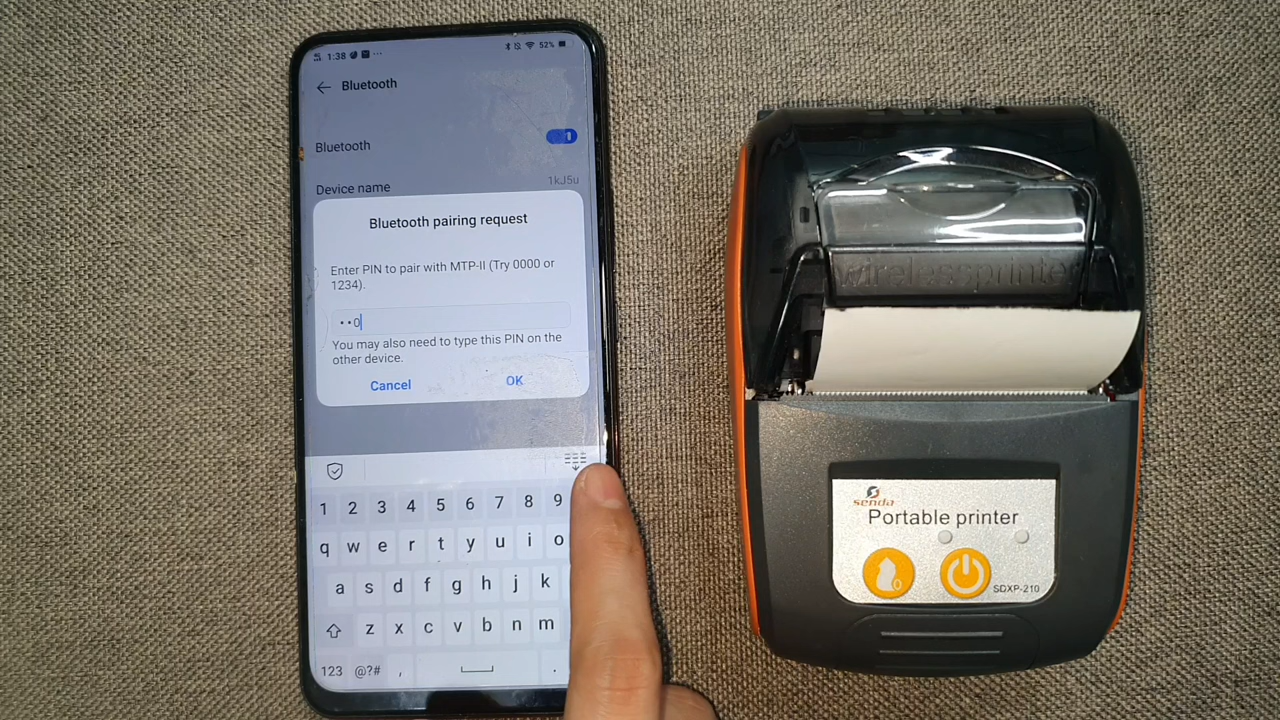 1:38
52%
Bluetooth
Bluetooth
Device name
1kJ5u
Bluetooth pairing request
Enter PIN to pair with MTP-II (Try 0000 or
1234).
••0
You may also need to type this PIN on the
other device.
Cancel
OK
1 2 3 4 5 6 7 8 9
q w e r t y u i o
a s d f g h j k
z x c v b n m
123 @?# , .
wirelessprinter
senda
Portable printer
SDXP-210